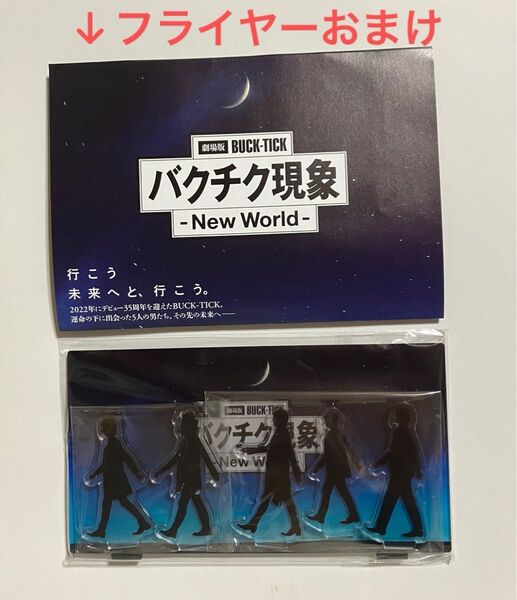 ↓フライヤーおまけ
劇場版 BUCK-TICK
バクチク現象
-New World-
行こう
未来へと、行こう。
2022年にデビュー35周年を迎えたBUCK-TICK。
運命の下に出会った5人の男たち。その先の未来へ――
劇場版 BUCK-TICK
バクチク現象
-New World-